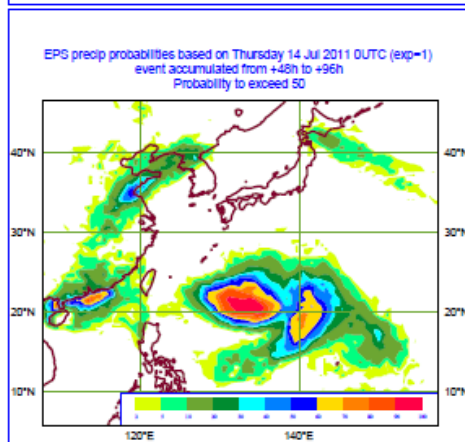 EPS precip probabilities based on Thursday 14 Jul 2011 0UTC (exp=1)
event accumulated from +48h to +96h
Probability to exceed 50
40°N
40°N
30°N
30°N
20°N
20°N
10°N
10°N
120°E
140°E